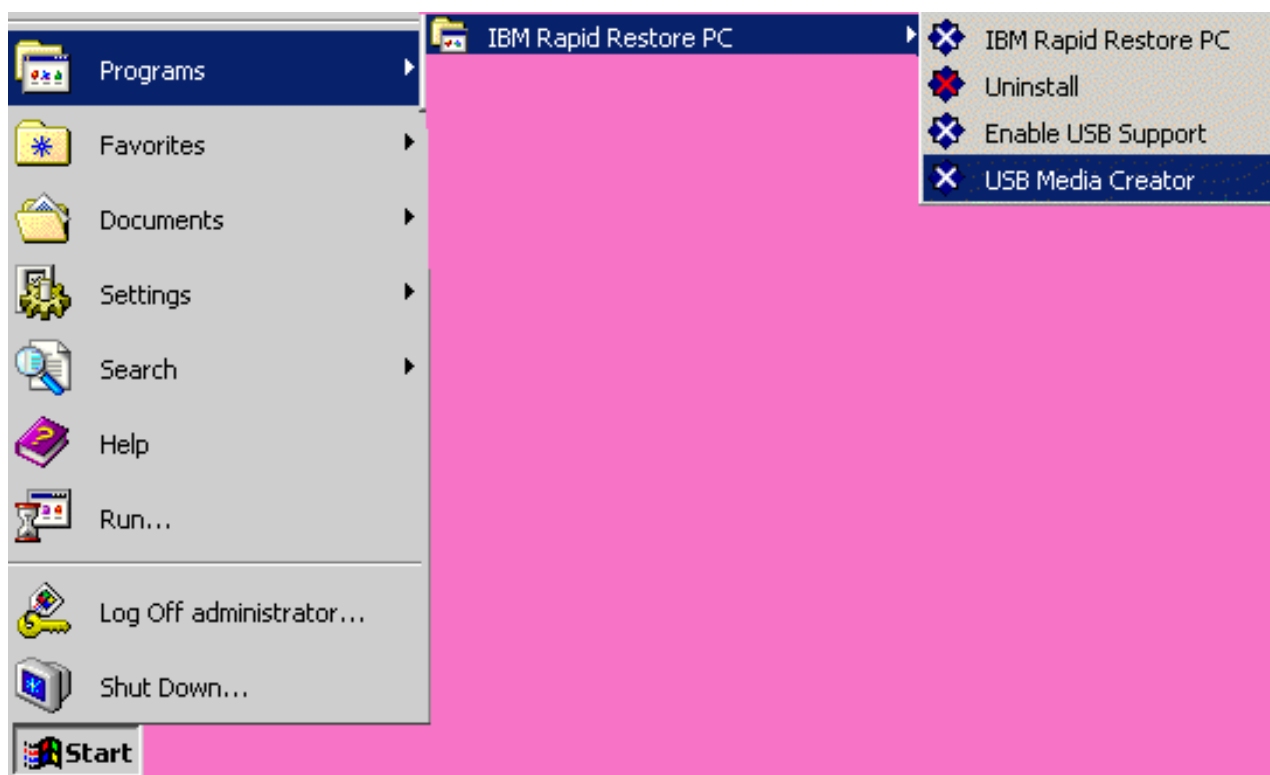 Programs
Favorites
Documents
Settings
Search
Help
Run...
Log Off administrator...
Shut Down...
Start
IBM Rapid Restore PC
IBM Rapid Restore PC
Uninstall
Enable USB Support
USB Media Creator